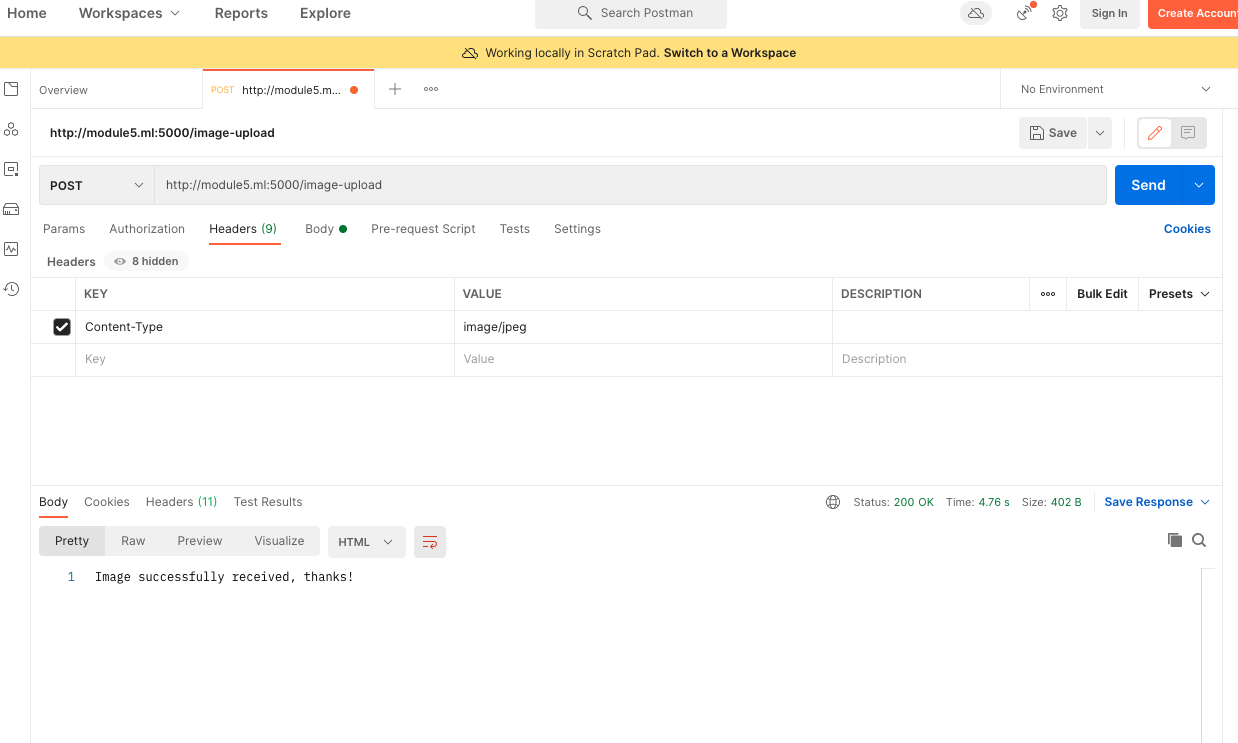 Home Workspaces Reports Explore Search Postman Sign In Create Account
Working locally in Scratch Pad. Switch to a Workspace
Overview POST http://module5.m... No Environment
http://module5.ml:5000/image-upload Save
POST http://module5.ml:5000/image-upload Send
Params Authorization Headers (9) Body Pre-request Script Tests Settings Cookies
Headers 8 hidden
KEY VALUE DESCRIPTION Bulk Edit Presets
Content-Type image/jpeg
Key Value Description
Body Cookies Headers (11) Test Results Status: 200 OK Time: 4.76 s Size: 402 B Save Response
Pretty Raw Preview Visualize HTML
1 Image successfully received, thanks!